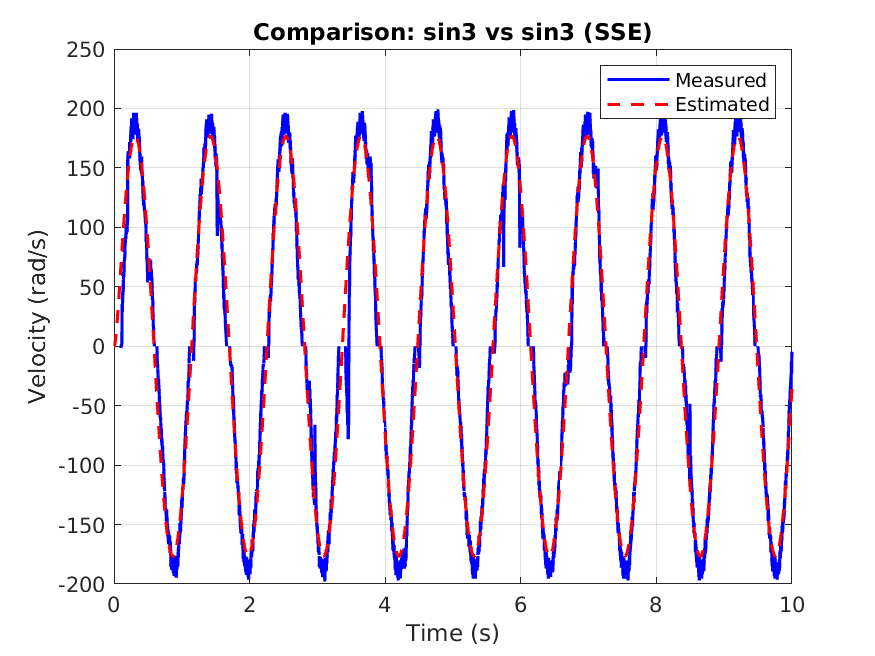 Comparison: sin3 vs sin3 (SSE)
Measured
Estimated
250
200
150
100
50
0
-50
-100
-150
-200
Velocity (rad/s)
0 2 4 6 8 10
Time (s)